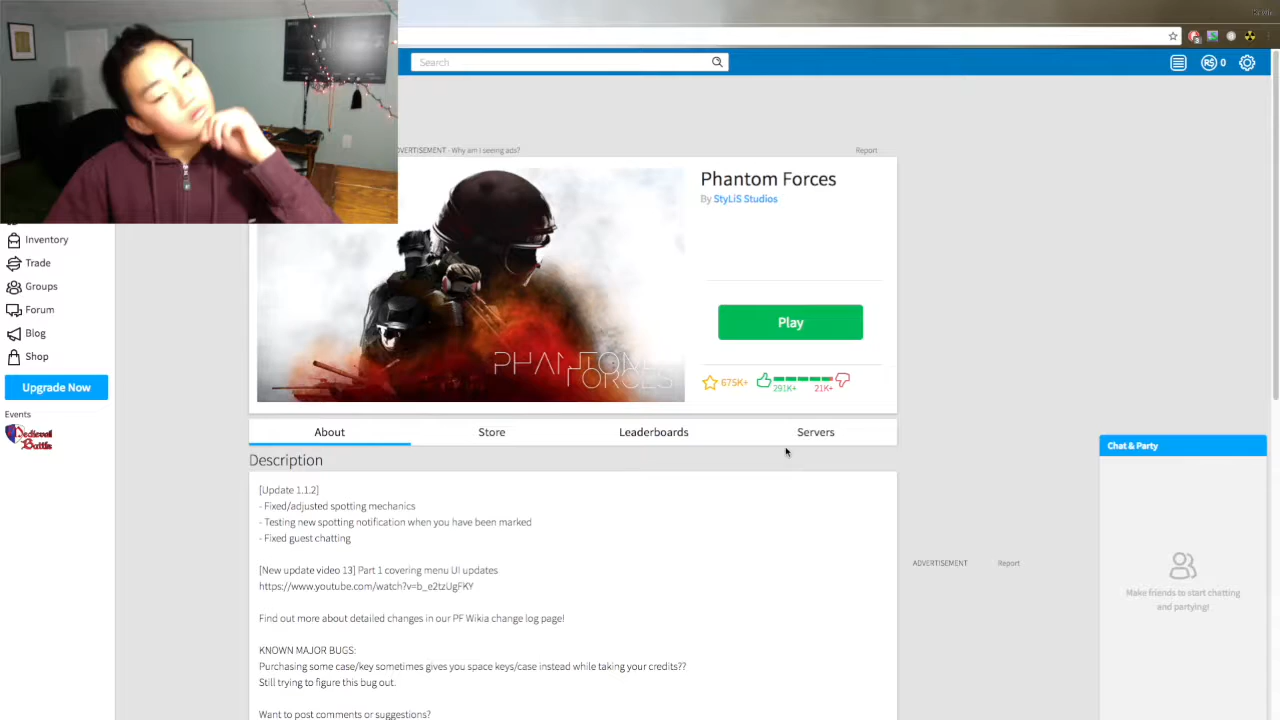 Search
R$ 0
ADVERTISEMENT - Why am I seeing ads?
Report
Phantom Forces
By StyLiS Studios
PHANTOM
FORCES
Play
675K+
291K+
21K+
Inventory
Trade
Groups
Forum
Blog
Shop
Upgrade Now
Events
Medieval
Battle
About
Store
Leaderboards
Servers
Description
[Update 1.1.2]
- Fixed/adjusted spotting mechanics
- Testing new spotting notification when you have been marked
- Fixed guest chatting
[New update video 13] Part 1 covering menu UI updates
https://www.youtube.com/watch?v=b_e2tzUgFKY
Find out more about detailed changes in our PF Wikia change log page!
KNOWN MAJOR BUGS:
Purchasing some case/key sometimes gives you space keys/case instead while taking your credits??
Still trying to figure this bug out.
Want to post comments or suggestions?
ADVERTISEMENT
Report
Chat & Party
Make friends to start chatting
and partying!